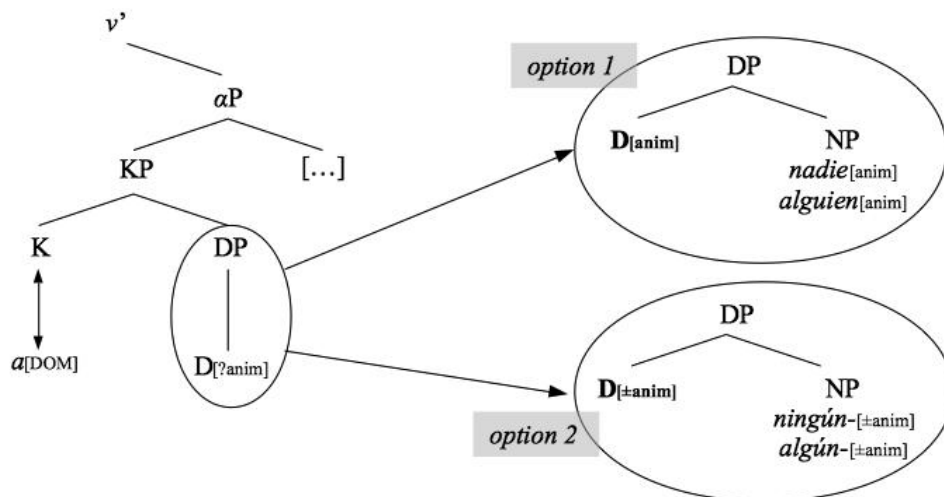 v’
αP
KP
[…]
K
DP
a[DOM]
D[?anim]
option 1
DP
D[anim]
NP
nadie[anim]
alguien[anim]
DP
D[±anim]
NP
option 2
ningún-[±anim]
algún-[±anim]